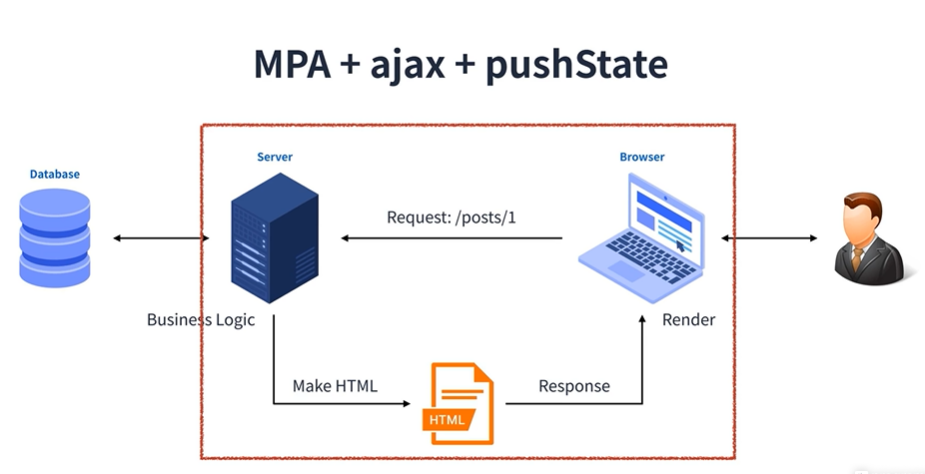 MPA + ajax + pushState
Server
Browser
Database
Request: /posts/1
Business Logic
Render
Make HTML
Response
HTML